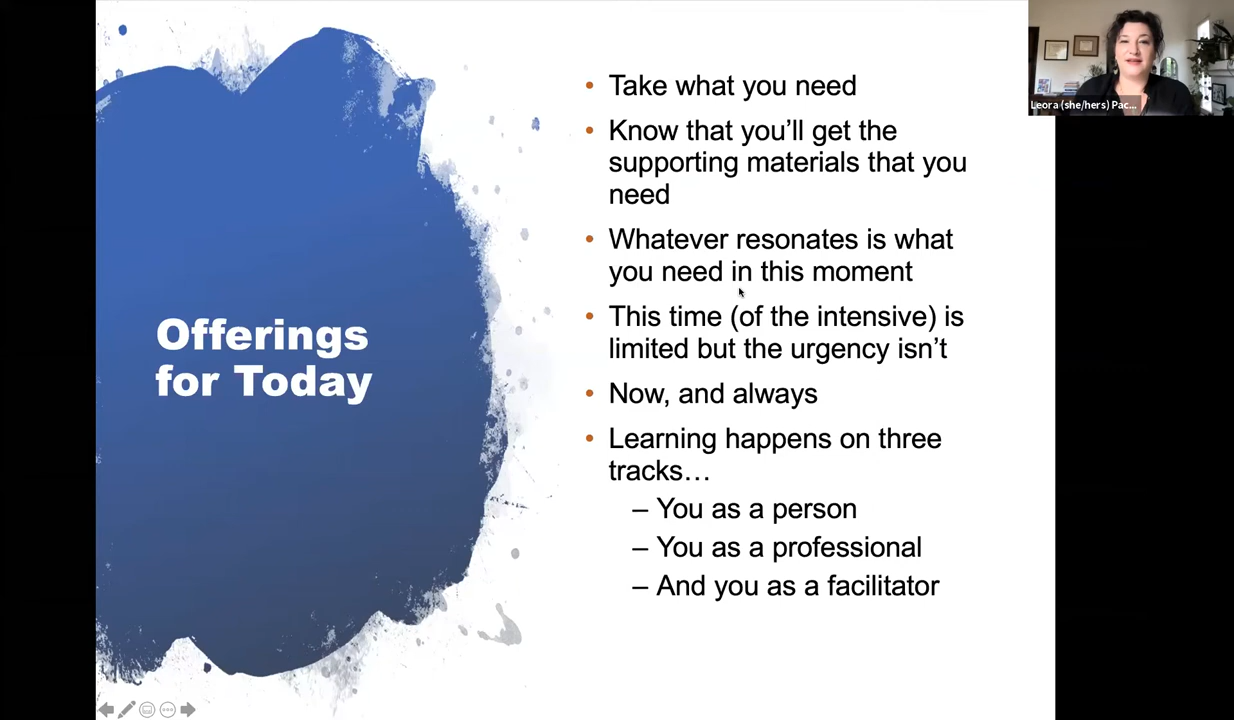 Offerings
for Today
• Take what you need
• Know that you'll get the
supporting materials that you
need
• Whatever resonates is what
you need in this moment
• This time (of the intensive) is
limited but the urgency isn't
• Now, and always
• Learning happens on three
tracks…
– You as a person
– You as a professional
– And you as a facilitator
Leora (she/hers) Pac...